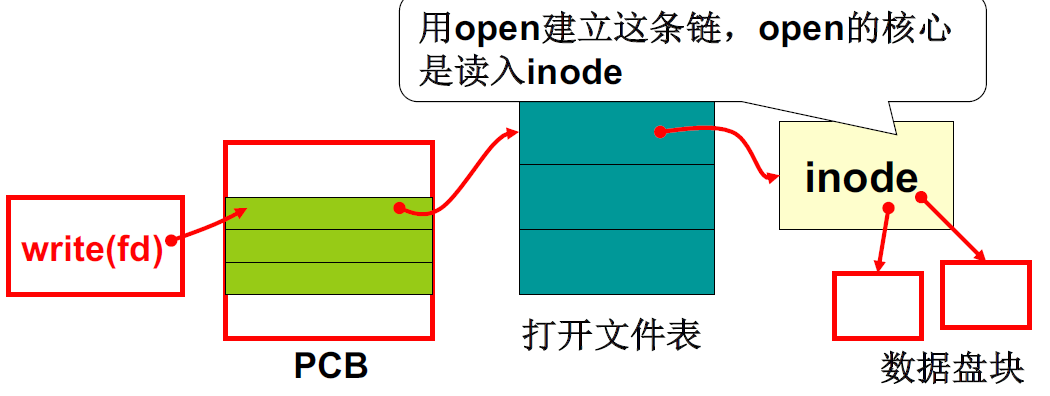 用open建立这条链，open的核心
是读入inode
inode
write(fd)
打开文件表
PCB
数据盘块